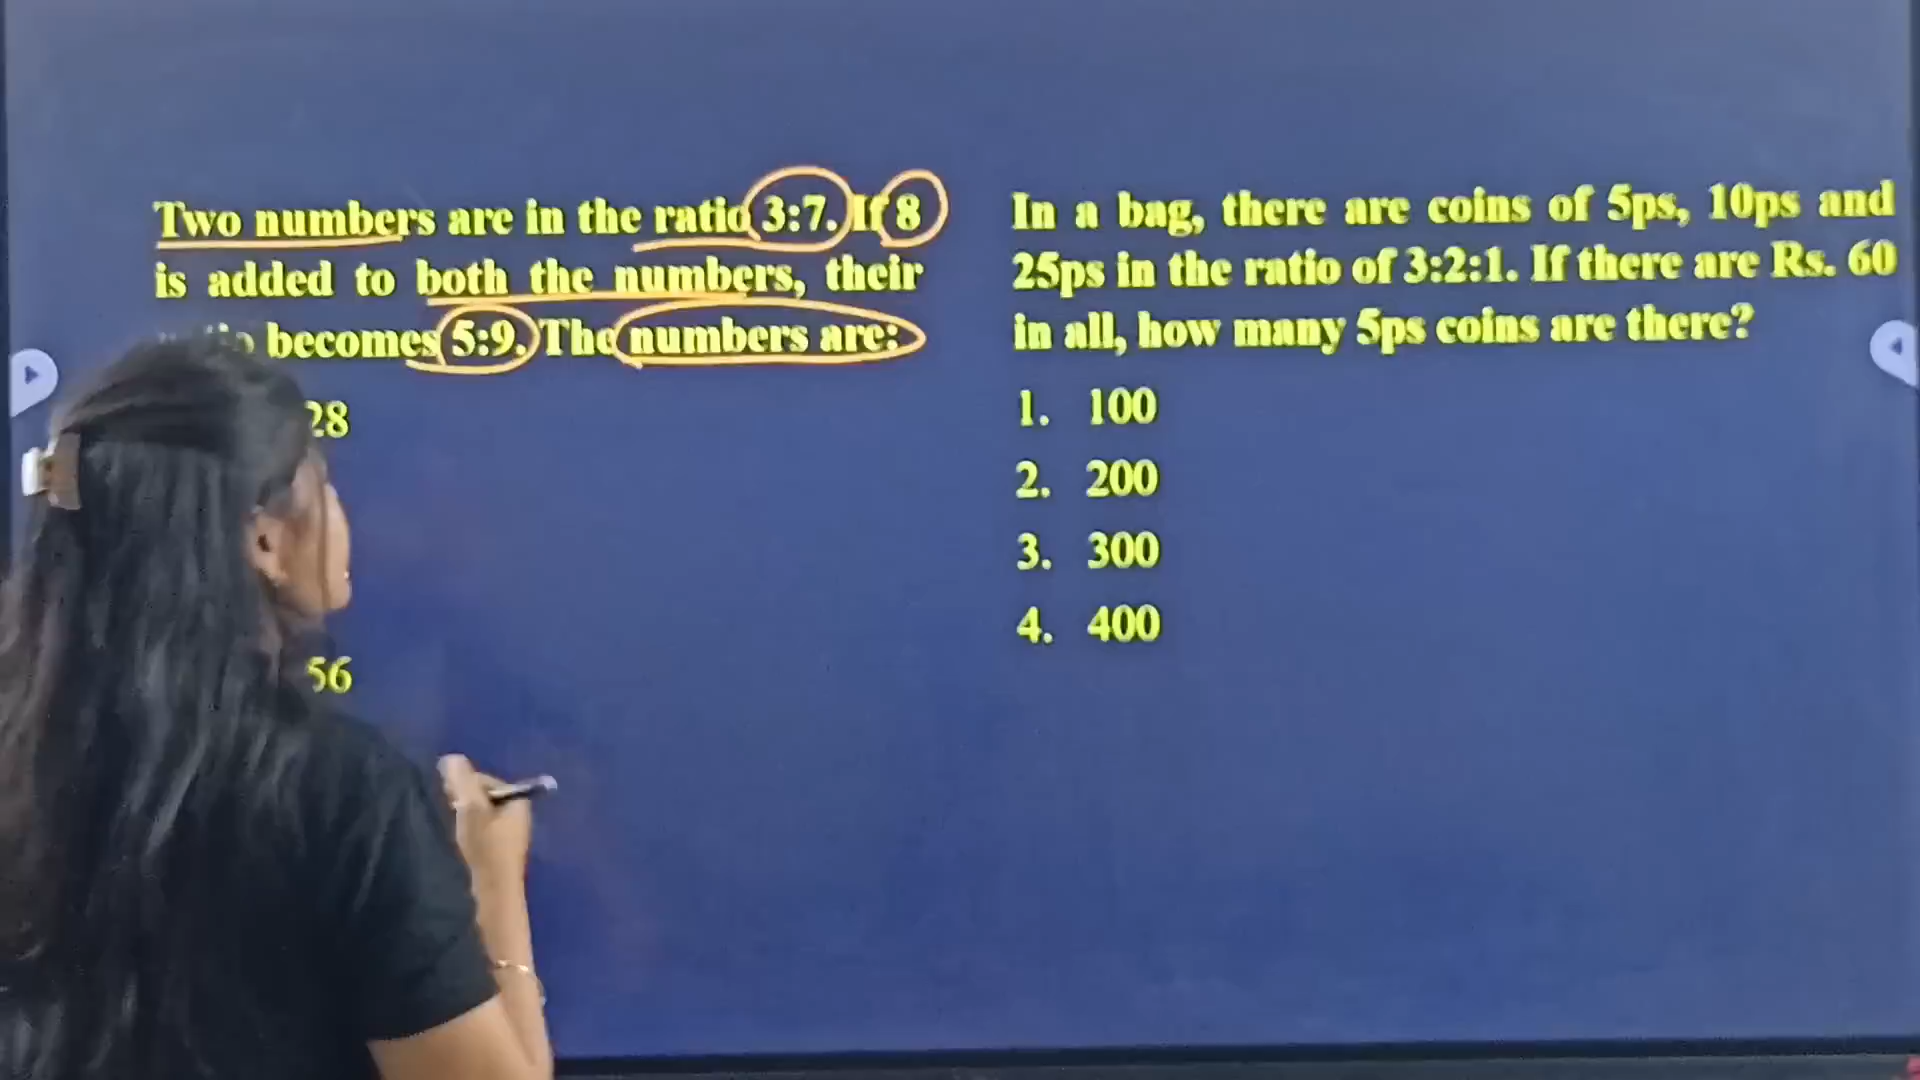 Two numbers are in the ratio 3:7. If 8
is added to both the numbers, their
becomes 5:9. The numbers are:
28
56
In a bag, there are coins of 5ps, 10ps and
25ps in the ratio of 3:2:1. If there are Rs. 60
in all, how many 5ps coins are there?
1. 100
2. 200
3. 300
4. 400